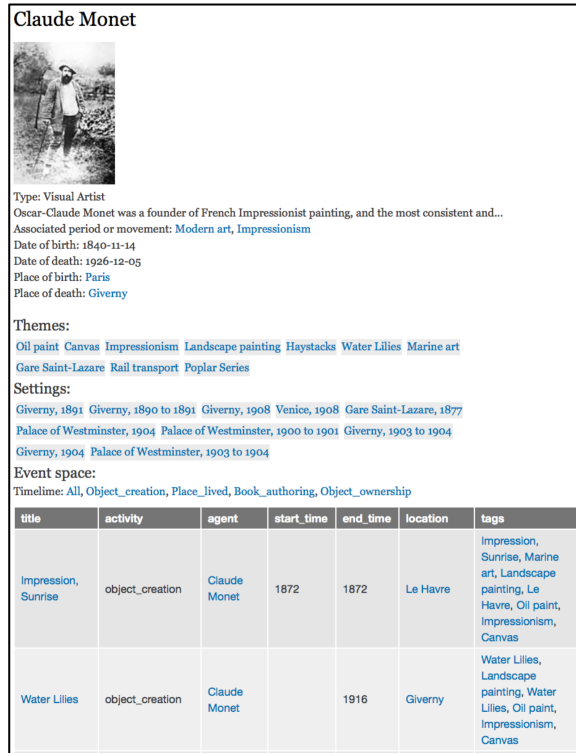 Claude Monet
Type: Visual Artist
Oscar-Claude Monet was a founder of French Impressionist painting, and the most consistent and...
Associated period or movement: Modern art, Impressionism
Date of birth: 1840-11-14
Date of death: 1926-12-05
Place of birth: Paris
Place of death: Giverny
Themes:
Oil paint Canvas Impressionism Landscape painting Haystacks Water Lilies Marine art
Gare Saint-Lazare Rail transport Poplar Series
Settings:
Giverny, 1891 Giverny, 1890 to 1891 Giverny, 1908 Venice, 1908 Gare Saint-Lazare, 1877
Palace of Westminster, 1904 Palace of Westminster, 1900 to 1901 Giverny, 1903 to 1904
Giverny, 1904 Palace of Westminster, 1903 to 1904
Event space:
Timeline: All, Object_creation, Place_lived, Book_authoring, Object_ownership
title activity agent start_time end_time location tags
Impression,
Sunrise
object_creation
Claude
Monet
1872
1872
Le Havre
Impression,
Sunrise, Marine
art, Landscape
painting, Le
Havre, Oil paint,
Impressionism,
Canvas
Water Lilies
object_creation
Claude
Monet
1916
Giverny
Water Lilies,
Landscape
painting, Water
Lilies, Oil paint,
Impressionism,
Canvas